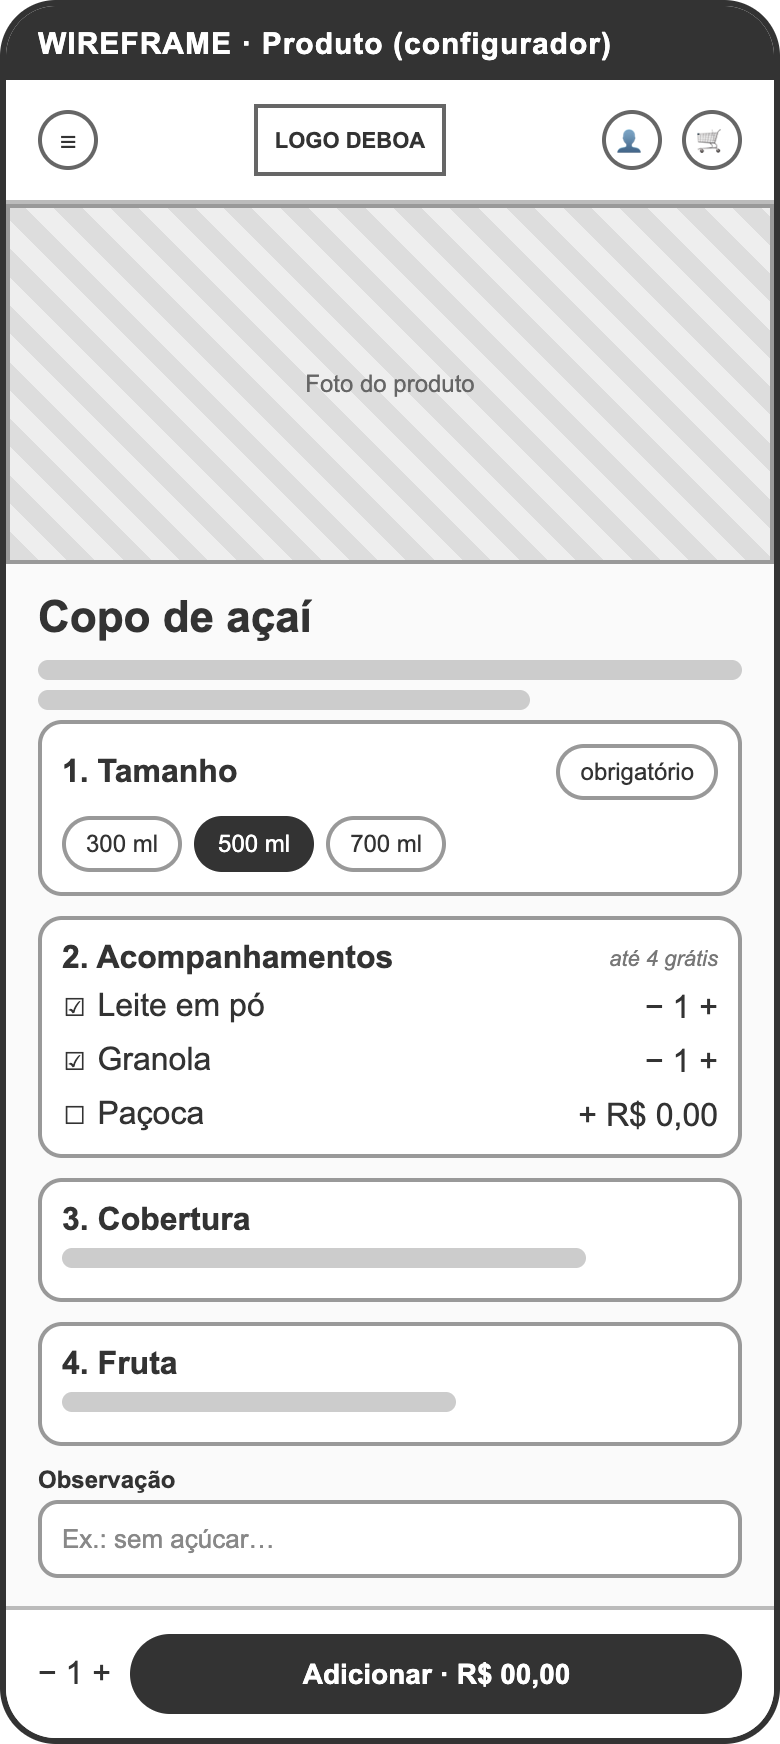 WIREFRAME · Produto (configurador)
≡ LOGO DEBOA
Foto do produto
Copo de açaí
1. Tamanho obrigatório
300 ml 500 ml 700 ml
2. Acompanhamentos até 4 grátis
☑ Leite em pó − 1 +
☑ Granola − 1 +
☐ Paçoca + R$ 0,00
3. Cobertura
4. Fruta
Observação
Ex.: sem açúcar…
− 1 + Adicionar · R$ 00,00